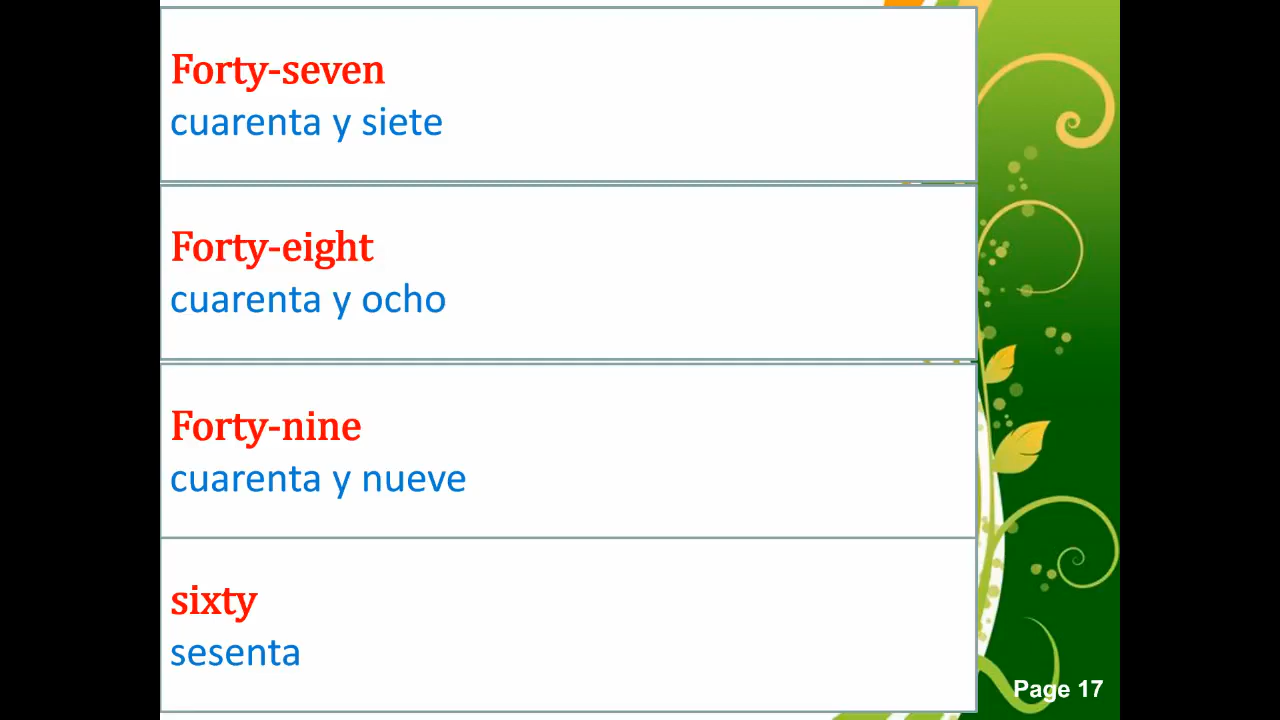 Forty-seven
cuarenta y siete
Forty-eight
cuarenta y ocho
Forty-nine
cuarenta y nueve
sixty
sesenta
Page 17